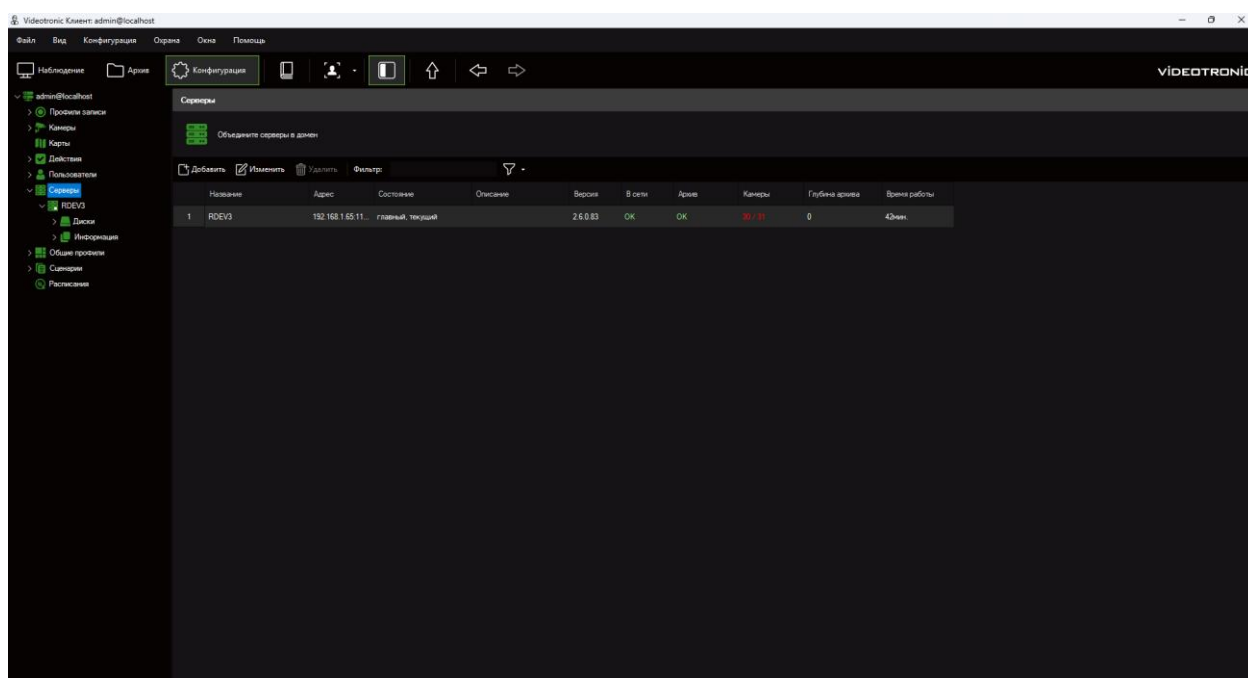 Videotronic Клиент: admin@localhost
Файл Вид Конфигурация Охрана Окна Помощь
Наблюдение Архив Конфигурация VIDEOTRONIC
admin@localhost
Профили записи
Камеры
Карты
Действия
Пользователи
Серверы
RDEV3
Диски
Информация
Общие профили
Сценарии
Расписания
Серверы
Объедините серверы в домен
Добавить Изменить Удалить Фильтр:
Название Адрес Состояние Описание Версия В сети Архив Камеры Глубина архива Время работы
1 RDEV3 192.168.1.65:11... главный, текущий 2.6.0.83 OK OK 0 42мин.